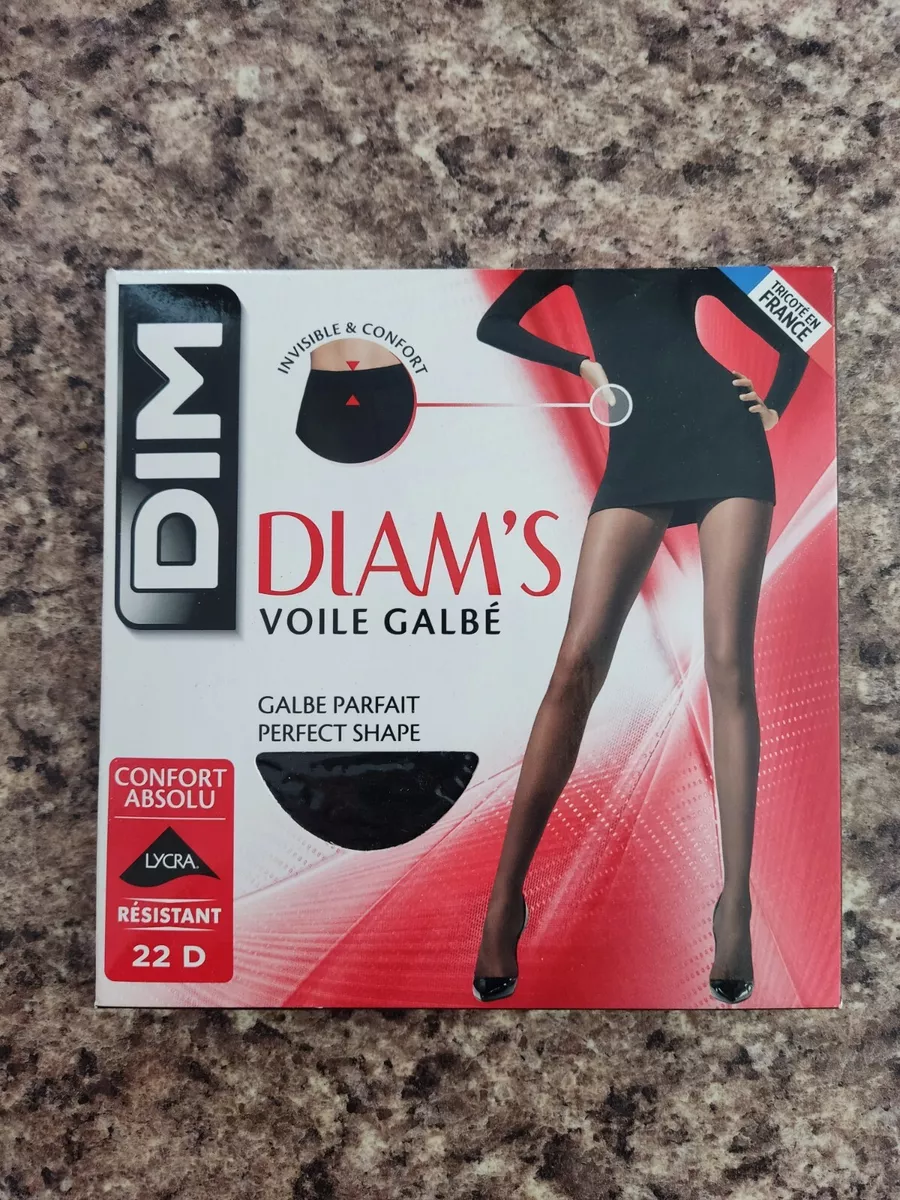 DIM
INVISIBLE & CONFORT
TRICOTÉ EN
FRANCE
DIAM'S
VOILE GALBÉ
GALBE PARFAIT
PERFECT SHAPE
CONFORT
ABSOLU
LYCRA®
RÉSISTANT
22 D